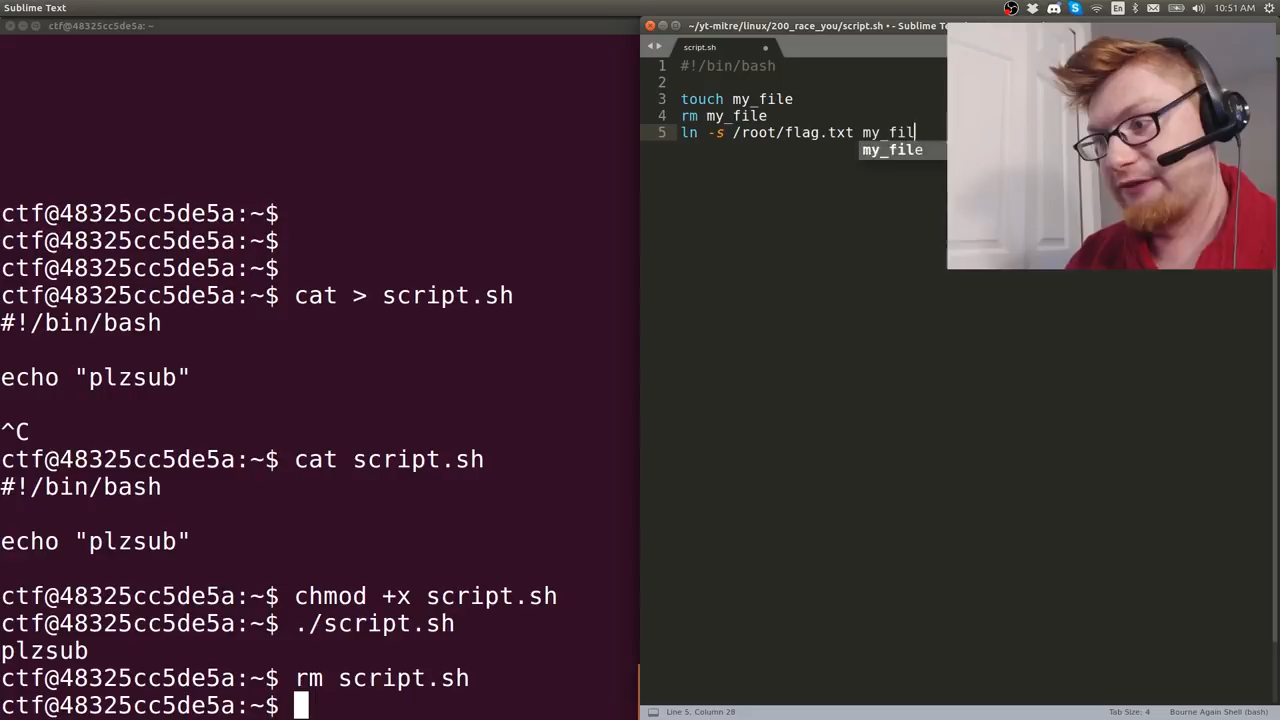 Sublime Text
En
10:51 AM
ctf@48325cc5de5a: ~
~/yt-mitre/linux/200_race_you/script.sh • - Sublime
script.sh
1 #!/bin/bash
2
3 touch my_file
4 rm my_file
5 ln -s /root/flag.txt my_fil
my_file
ctf@48325cc5de5a:~$
ctf@48325cc5de5a:~$
ctf@48325cc5de5a:~$
ctf@48325cc5de5a:~$ cat > script.sh
#!/bin/bash
echo "plzsub"
^C
ctf@48325cc5de5a:~$ cat script.sh
#!/bin/bash
echo "plzsub"
ctf@48325cc5de5a:~$ chmod +x script.sh
ctf@48325cc5de5a:~$ ./script.sh
plzsub
ctf@48325cc5de5a:~$ rm script.sh
ctf@48325cc5de5a:~$
Line 5, Column 28
Tab Size: 4
Bourne Again Shell (bash)